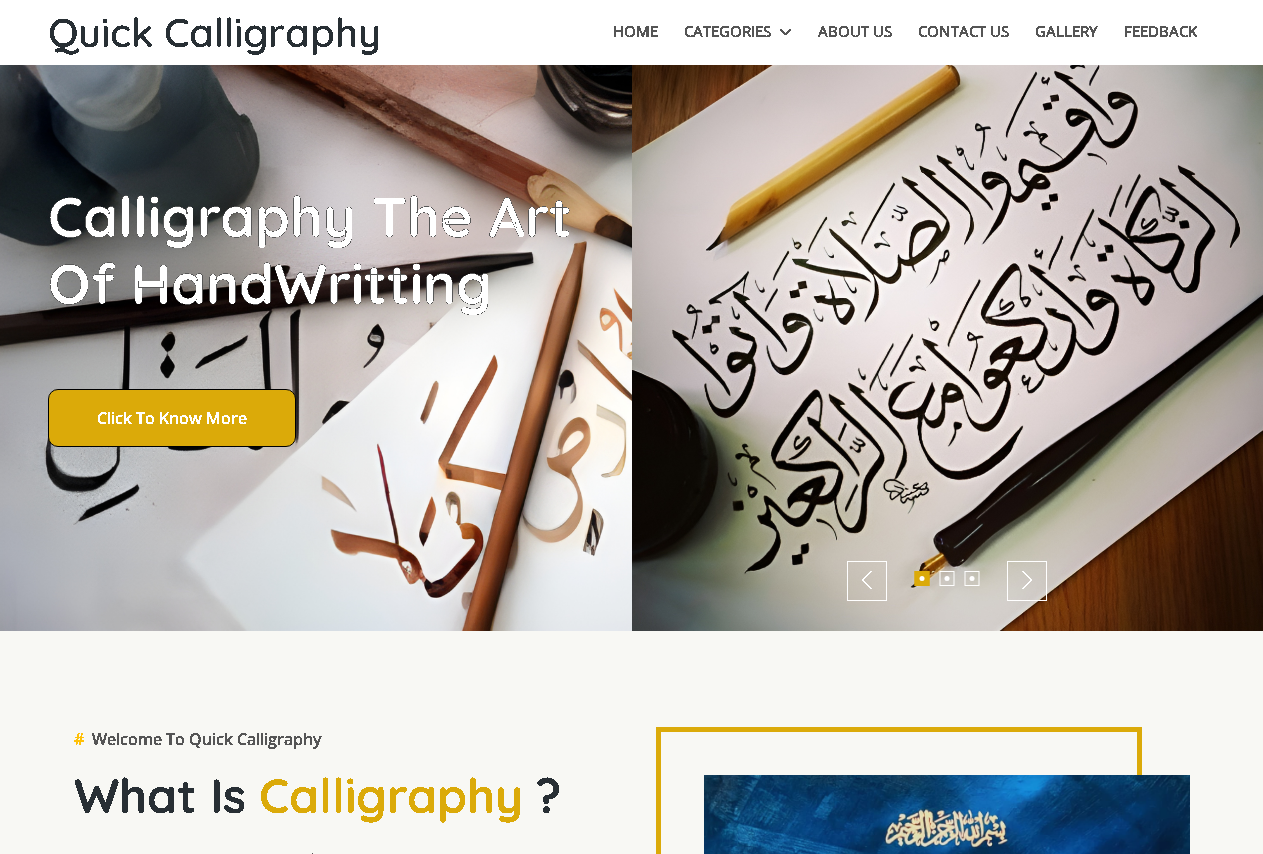 Quick Calligraphy
HOME CATEGORIES ABOUT US CONTACT US GALLERY FEEDBACK
Calligraphy The Art
Of HandWritting
Click To Know More
وأقيموا الصلاة وآتوا
الزكاة واركعوا مع الراكعين
# Welcome To Quick Calligraphy
What Is Calligraphy ?
بسم الله الرحمن الرحيم